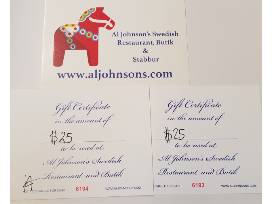 Al Johnson's Swedish
Restaurant, Butik
&
Stabbur
www.aljohnsons.com
Gift Certificate
in the amount of
$25
to be used at
Al Johnson's Swedish
Restaurant and Butik
6194
Gift Certificate
in the amount of
$25
to be used at
Al Johnson's Swedish
Restaurant and Butik
6193